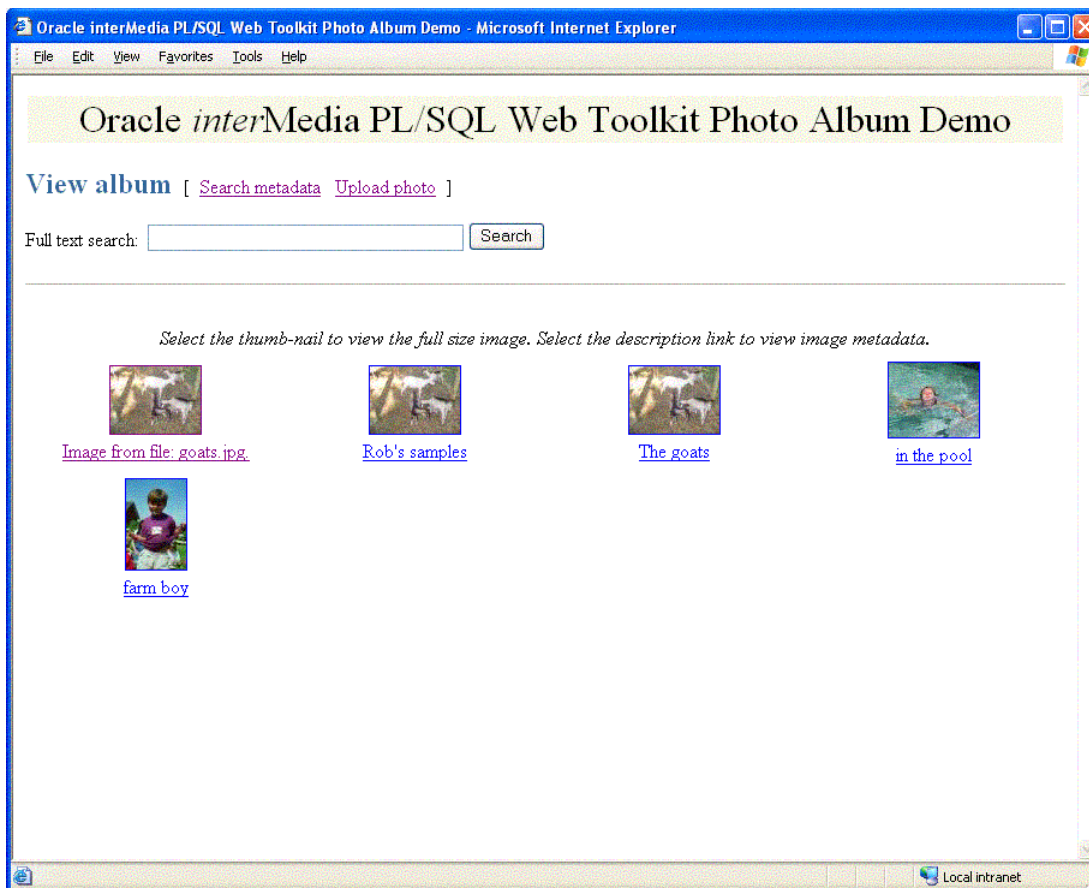 Oracle interMedia PL/SQL Web Toolkit Photo Album Demo - Microsoft Internet Explorer
File Edit View Favorites Tools Help
Oracle interMedia PL/SQL Web Toolkit Photo Album Demo
View album [ Search metadata Upload photo ]
Full text search: Search
Select the thumb-nail to view the full size image. Select the description link to view image metadata.
Image from file: goats.jpg. Rob's samples The goats in the pool
farm boy
Local intranet